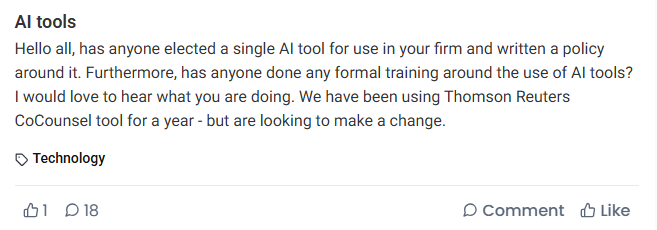 AI tools
Hello all, has anyone elected a single AI tool for use in your firm and written a policy
around it. Furthermore, has anyone done any formal training around the use of AI tools?
I would love to hear what you are doing. We have been using Thomson Reuters
CoCounsel tool for a year - but are looking to make a change.
Technology
1 18 Comment Like